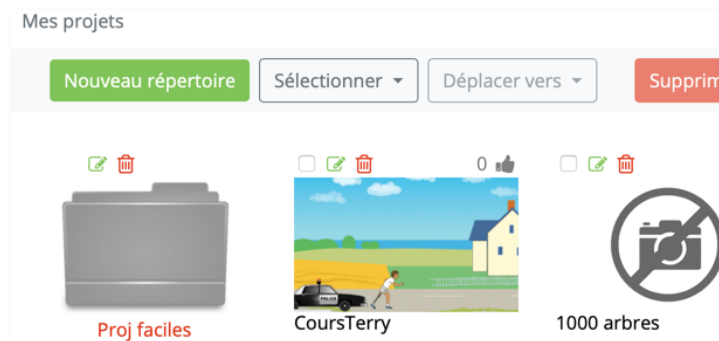 Mes projets
Nouveau répertoire Sélectionner Déplacer vers Supprim
0
POLICE
Proj faciles CoursTerry 1000 arbres